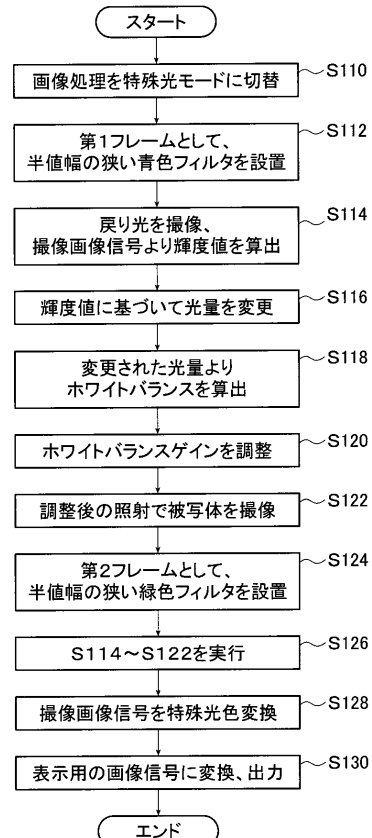 スタート
画像処理を特殊光モードに切替
S110
第1フレームとして、
半値幅の狭い青色フィルタを設置
S112
戻り光を撮像、
撮像画像信号より輝度値を算出
S114
輝度値に基づいて光量を変更
S116
変更された光量より
ホワイトバランスを算出
S118
ホワイトバランスゲインを調整
S120
調整後の照射で被写体を撮像
S122
第2フレームとして、
半値幅の狭い緑色フィルタを設置
S124
S114～S122を実行
S126
撮像画像信号を特殊光色変換
S128
表示用の画像信号に変換、出力
S130
エンド